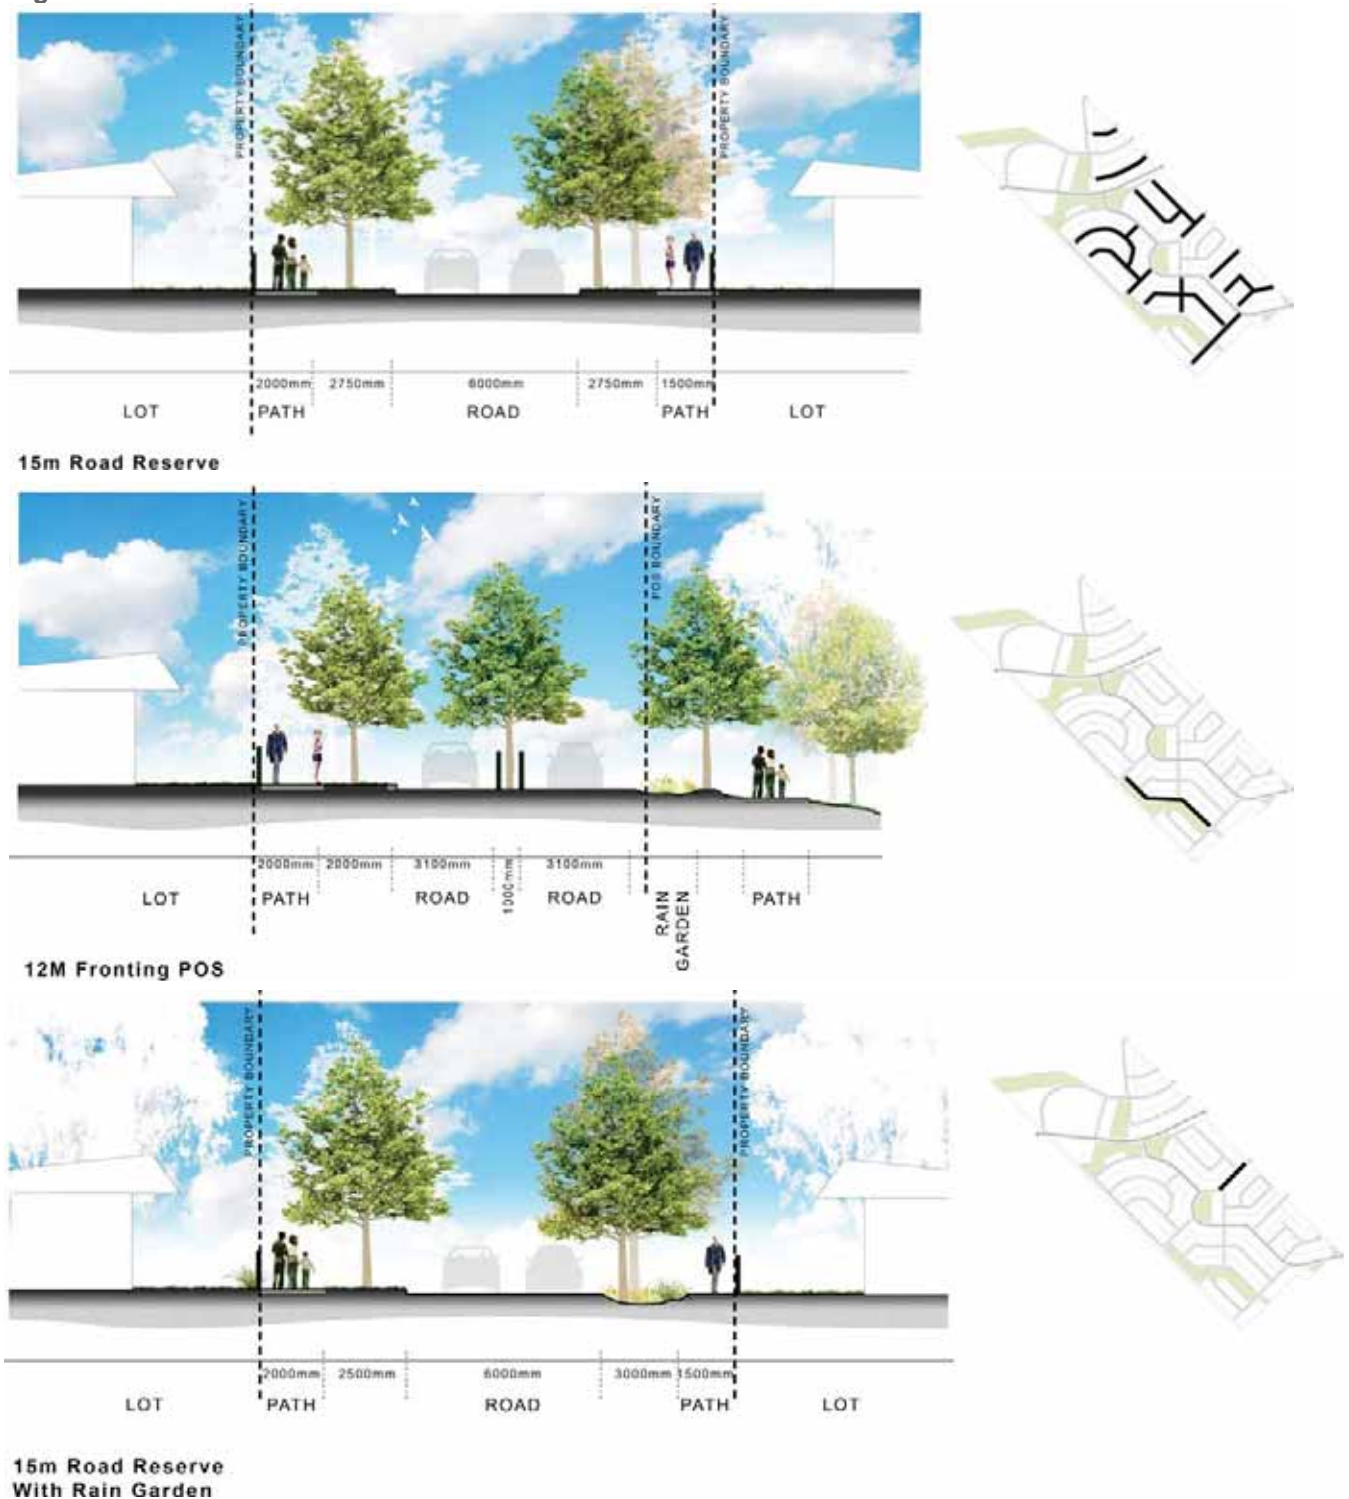 PROPERTY BOUNDARY
PROPERTY BOUNDARY
2000mm 2750mm 6000mm 2750mm 1500mm
LOT PATH ROAD PATH LOT
15m Road Reserve
PROPERTY BOUNDARY
POS BOUNDARY
2000mm 2000mm 3100mm 1000mm 3100mm
LOT PATH ROAD ROAD RAIN GARDEN PATH
12M Fronting POS
PROPERTY BOUNDARY
PROPERTY BOUNDARY
2000mm 2500mm 6000mm 3000mm 1500mm
LOT PATH ROAD PATH LOT
15m Road Reserve
With Rain Garden